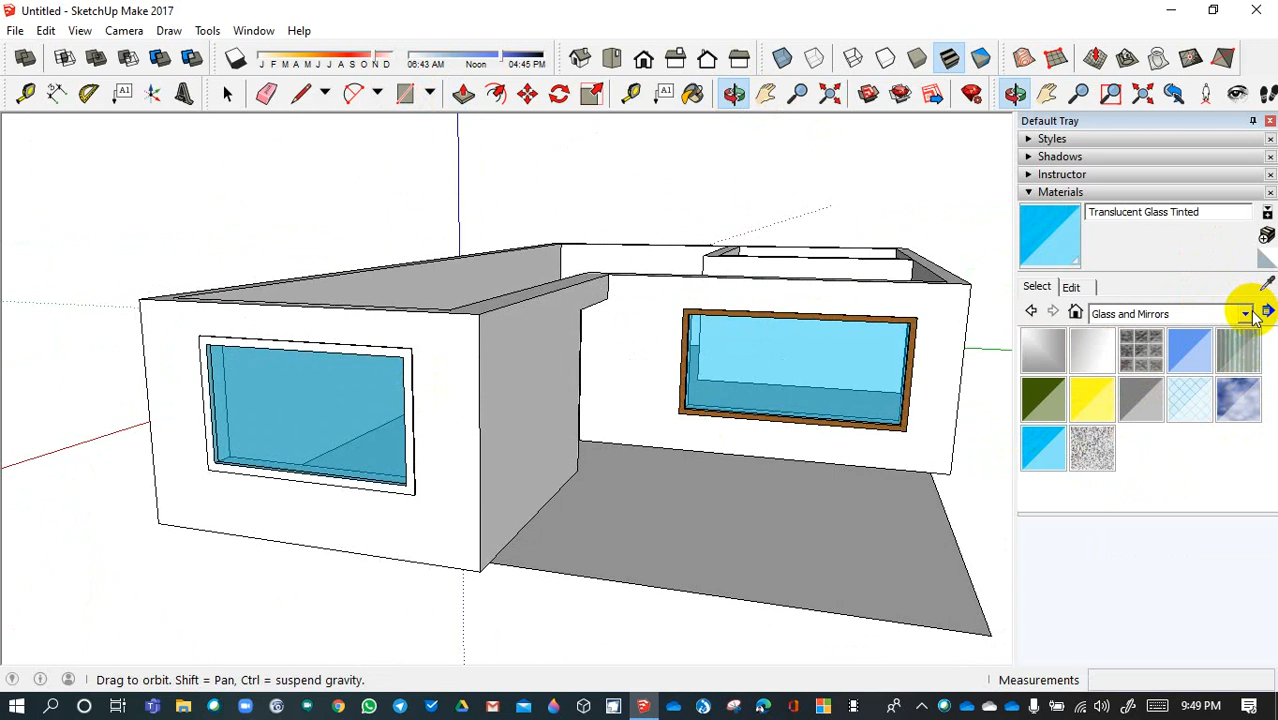 Untitled - SketchUp Make 2017
File Edit View Camera Draw Tools Window Help
J F M A M J J A S O N D
06:43 AM Noon 04:45 PM
A1
A1
Default Tray
Styles
Shadows
Instructor
Materials
Translucent Glass Tinted
Select Edit
Glass and Mirrors
Drag to orbit. Shift = Pan, Ctrl = suspend gravity.
Measurements
9:49 PM